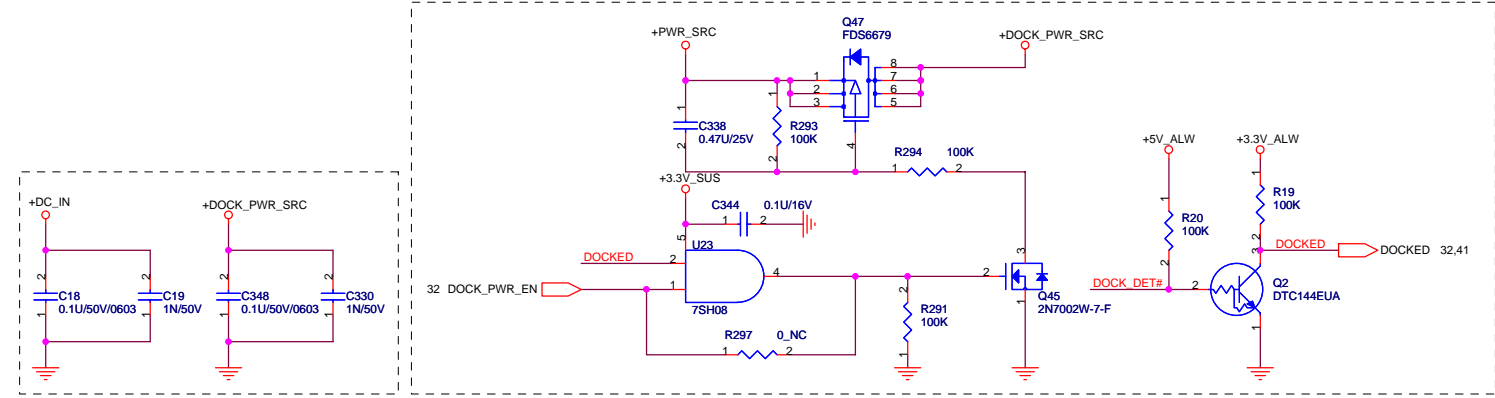 Q47
FDS6679
+PWR_SRC
+DOCK_PWR_SRC
1
2
3
8
7
6
5
4
1
C338
0.47U/25V
2
1
R293
100K
2
R294 100K
1 2
+3.3V_SUS
C344 0.1U/16V
1 2
5
U23
DOCKED
2
4
32 DOCK_PWR_EN
1
7SH08
R297 0_NC
1 2
2
R291
100K
1
3
2
Q45
1
2N7002W-7-F
+5V_ALW
+3.3V_ALW
1
R20
100K
2
1
R19
100K
2
DOCKED
DOCKED 32,41
3
DOCK_DET#
2
Q2
DTC144EUA
1
+DC_IN
+DOCK_PWR_SRC
2
C18
0.1U/50V/0603
1
2
C19
1N/50V
1
2
C348
0.1U/50V/0603
1
2
C330
1N/50V
1